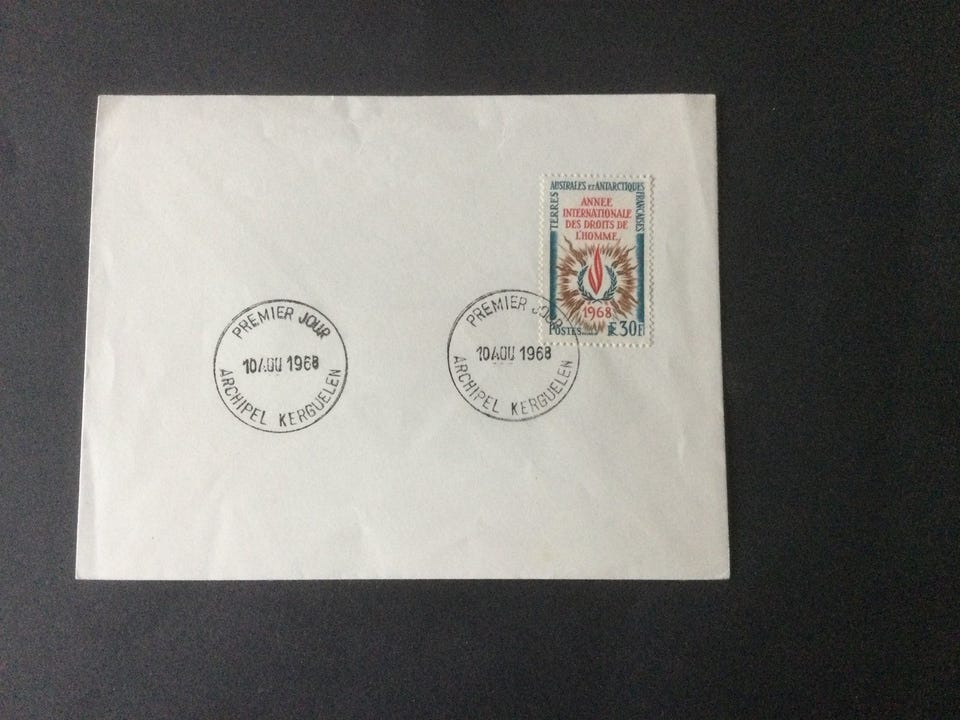 TERRES
AUSTRALES ET ANTARCTIQUES
FRANÇAISES
ANNEE
INTERNATIONALE
DES DROITS DE
L'HOMME
1968
POSTES
30F
PREMIER JOUR
10 AOU 1968
ARCHIPEL KERGUELEN
PREMIER JOUR
10 AOU 1968
ARCHIPEL KERGUELEN